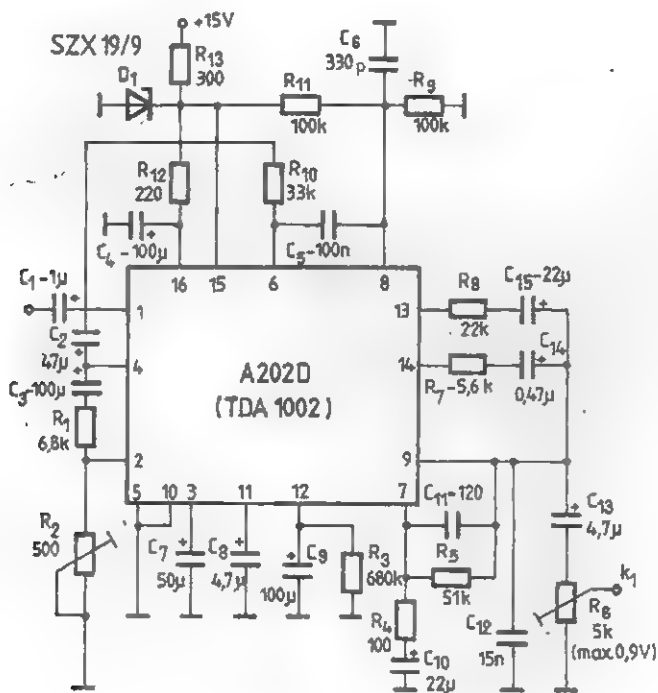 +15V
SZX 19/9
D1
R13
300
C6
330p
R11
100k
R9
100k
R12
220
R10
33k
C4-100µ
C5-100n
C1-1µ
16
15
6
8
1
13
R8
22k
C15-22µ
C2
47µ
4
14
R7-5,6k
C14
0,47µ
C3-100µ
A202D
(TDA 1002)
R1
6,8k
2
9
5
10
3
11
12
7
C11-120
C13
4,7µ
R2
500
C7
50µ
C8
4,7µ
C9
100µ
R3
680k
R5
51k
k1
R6
5k
(max.0,9V)
R4
100
C12
15n
C10
22µ